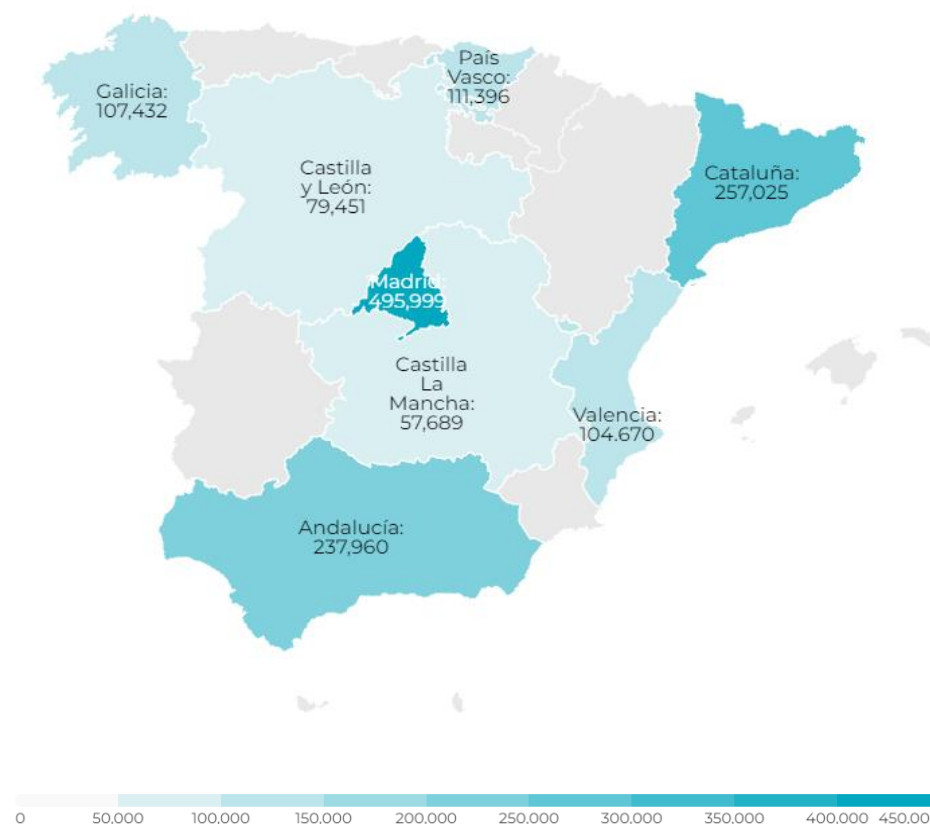 País
Vasco:
111,396
Galicia:
107,432
Castilla
y León:
79,451
Cataluña:
257,025
Madrid:
495,999
Castilla
La
Mancha:
57,689
Valencia:
104.670
Andalucía:
237,960
0 50.000 100.000 150.000 200.000 250.000 300.000 350.000 400.000 450.00